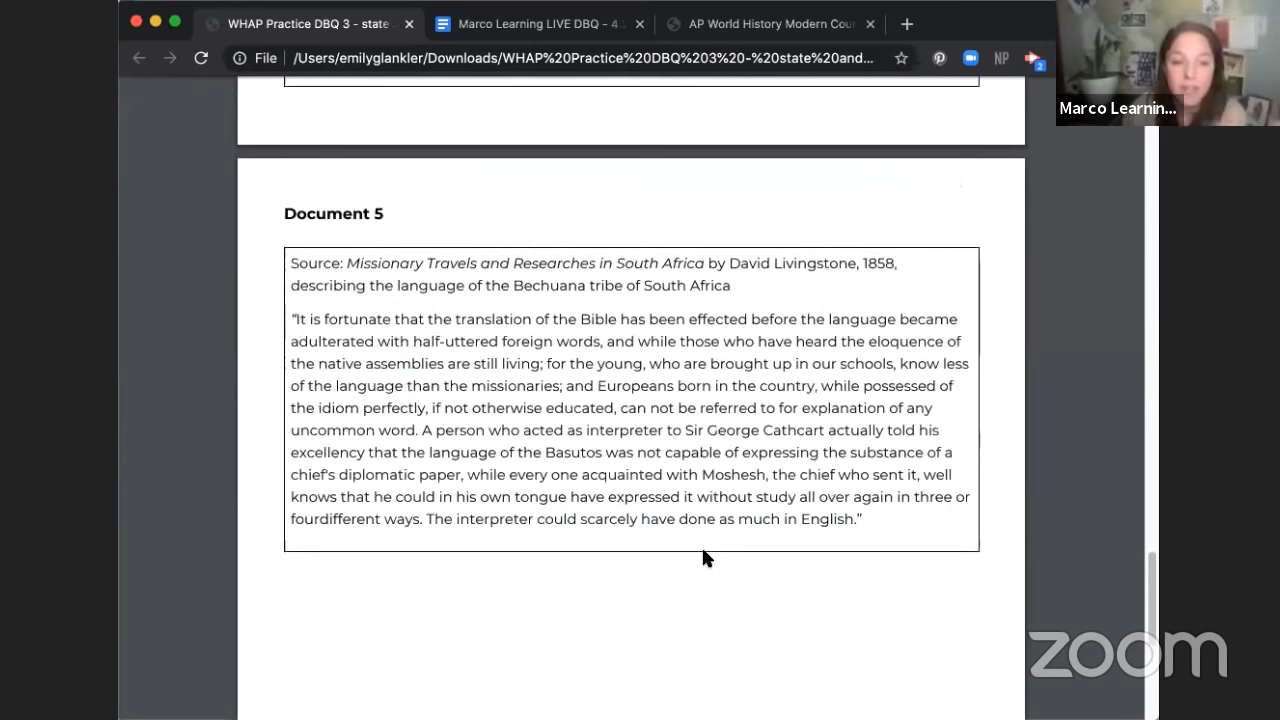 WHAP Practice DBQ 3 - state
Marco Learning LIVE DBQ - 4
AP World History Modern Cou
File
/Users/emilyglankler/Downloads/WHAP%20Practice%20DBQ%203%20-%20state%20and...
NP
2
Marco Learnin...
Document 5
Source: Missionary Travels and Researches in South Africa by David Livingstone, 1858,
describing the language of the Bechuana tribe of South Africa
"It is fortunate that the translation of the Bible has been effected before the language became
adulterated with half-uttered foreign words, and while those who have heard the eloquence of
the native assemblies are still living; for the young, who are brought up in our schools, know less
of the language than the missionaries; and Europeans born in the country, while possessed of
the idiom perfectly, if not otherwise educated, can not be referred to for explanation of any
uncommon word. A person who acted as interpreter to Sir George Cathcart actually told his
excellency that the language of the Basutos was not capable of expressing the substance of a
chief's diplomatic paper, while every one acquainted with Moshesh, the chief who sent it, well
knows that he could in his own tongue have expressed it without study all over again in three or
fourdifferent ways. The interpreter could scarcely have done as much in English."
zoom